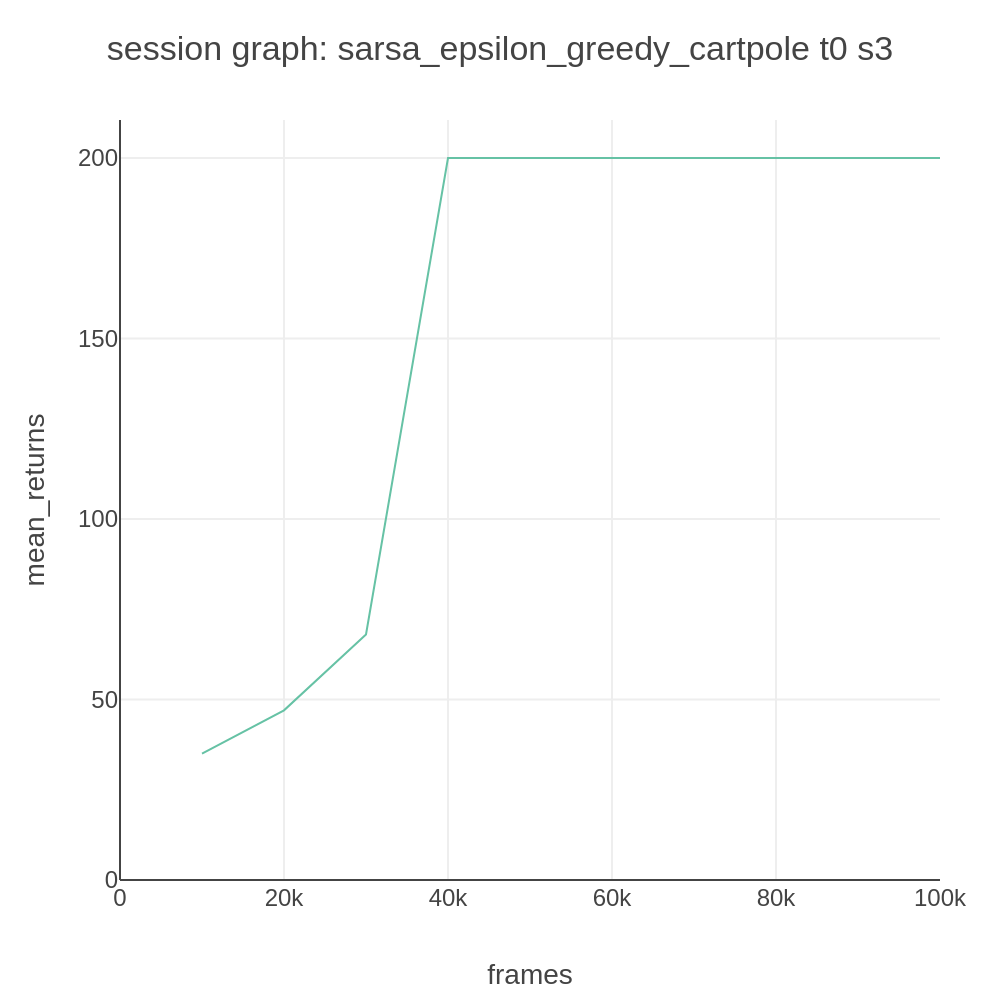 session graph: sarsa_epsilon_greedy_cartpole t0 s3
mean_returns
200
150
100
50
0
0 20k 40k 60k 80k 100k
frames